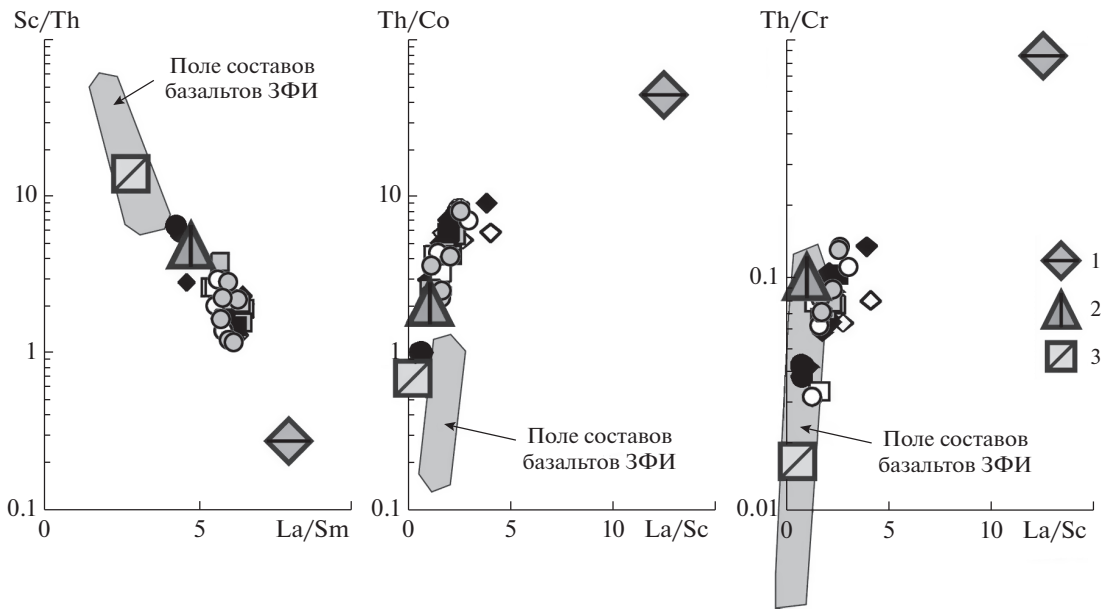 Sc/Th
Поле составов
базальтов ЗФИ
10
1
0.1
0
5
La/Sm
Th/Co
10
1
0.1
Поле составов
базальтов ЗФИ
0
5
La/Sc
Th/Cr
0.1
0.01
Поле составов
базальтов ЗФИ
0
5
10
La/Sc
1
2
3